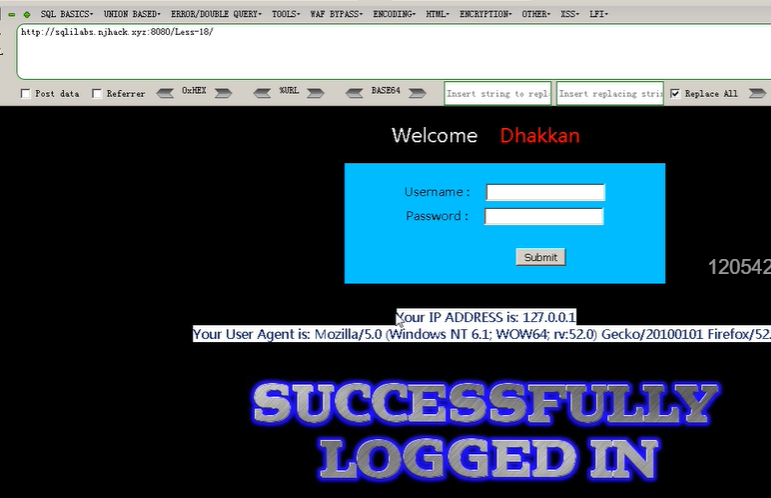 SQL BASICS- UNION BASED- ERROR/DOUBLE QUERY- TOOLS- WAF BYPASS- ENCODING- HTML- ENCRYPTION- OTHER- XSS- LFI-
http://sqlilabs.njhack.xyz:8080/Less-18/
Post data Referrer 0xHEX %URL BASE64 Insert string to repl Insert replacing stri Replace All
Welcome Dhakkan
Username :
Password :
Submit
120542
Your IP ADDRESS is: 127.0.0.1
Your User Agent is: Mozilla/5.0 (Windows NT 6.1; WOW64; rv:52.0) Gecko/20100101 Firefox/52.
SUCCESSFULLY
LOGGED IN